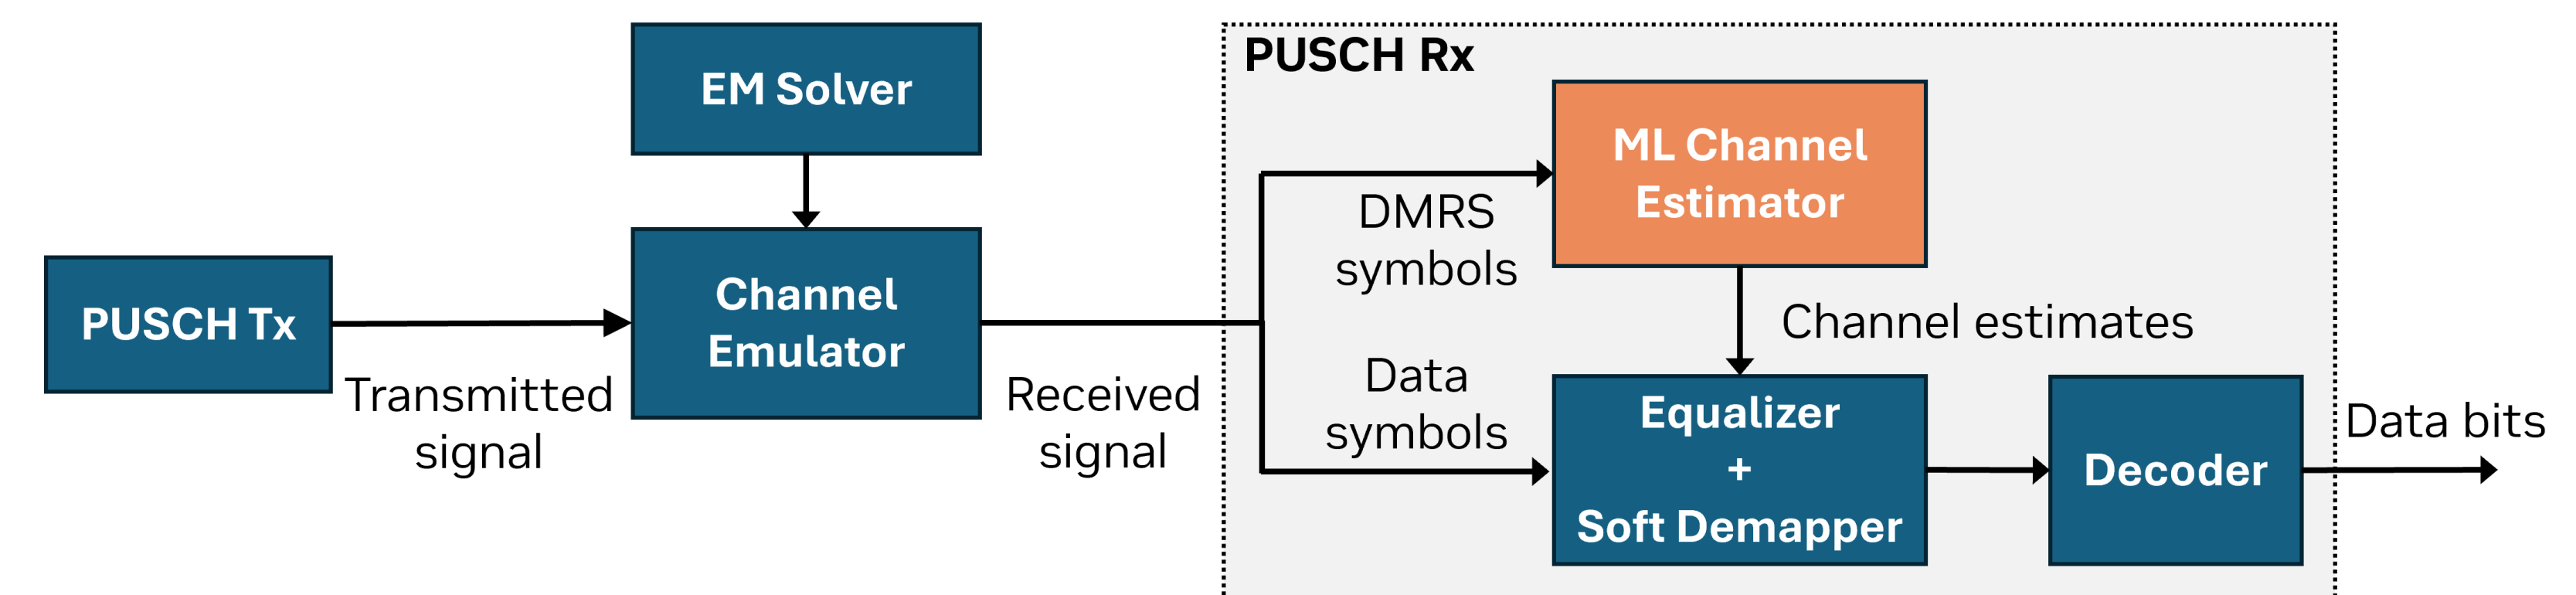 EM Solver
PUSCH Tx
Transmitted
signal
Channel
Emulator
Received
signal
PUSCH Rx
DMRS
symbols
ML Channel
Estimator
Channel estimates
Data
symbols
Equalizer
+
Soft Demapper
Decoder
Data bits